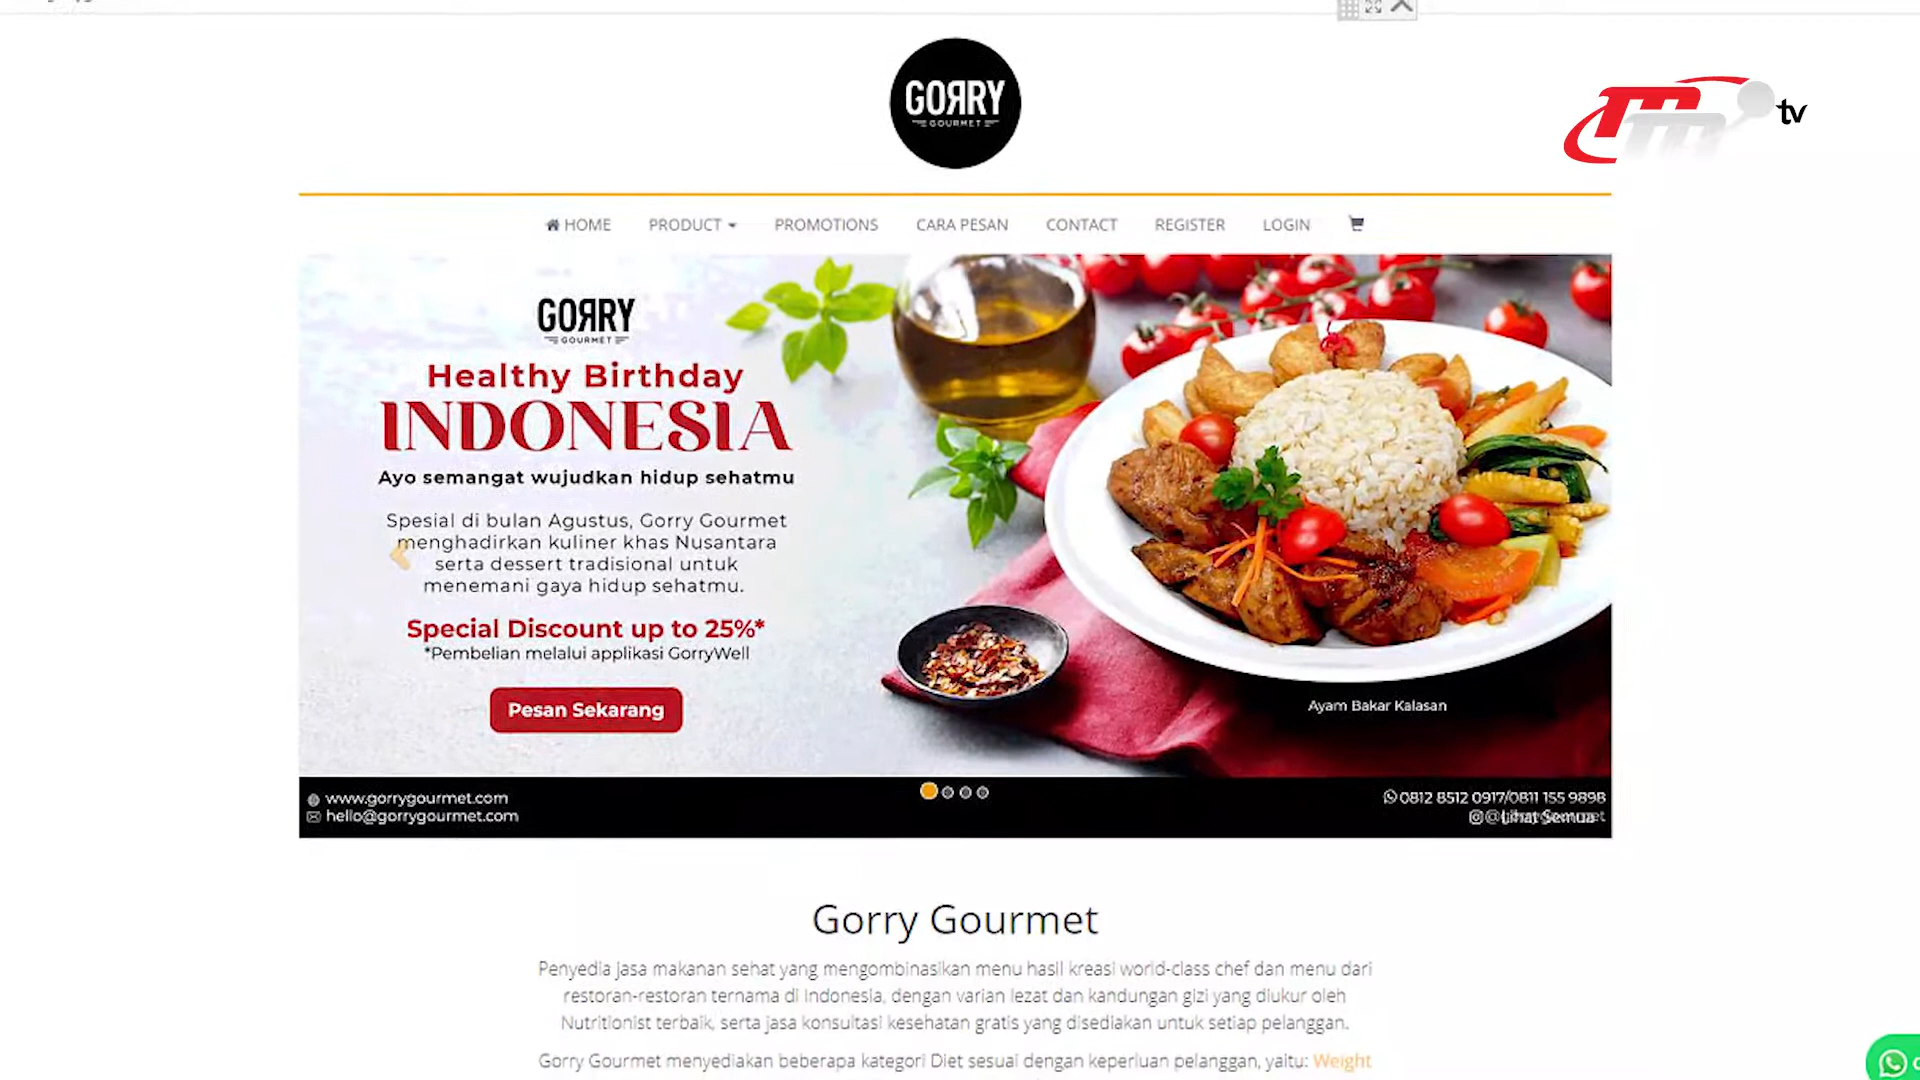 GORRY
GOURMET
tv
HOME PRODUCT PROMOTIONS CARA PESAN CONTACT REGISTER LOGIN
GORRY
GOURMET
Healthy Birthday
INDONESIA
Ayo semangat wujudkan hidup sehatmu
Spesial di bulan Agustus, Gorry Gourmet
menghadirkan kuliner khas Nusantara
serta dessert tradisional untuk
menemani gaya hidup sehatmu.
Special Discount up to 25%*
*Pembelian melalui applikasi GorryWell
Pesan Sekarang
Ayam Bakar Kalasan
www.gorrygourmet.com
hello@gorrygourmet.com
0812 8512 0917/0811 155 9898
Lihat Semua
Gorry Gourmet
Penyedia jasa makanan sehat yang mengombinasikan menu hasil kreasi world-class chef dan menu dari
restoran-restoran ternama di Indonesia, dengan varian lezat dan kandungan gizi yang diukur oleh
Nutritionist terbaik, serta jasa konsultasi kesehatan gratis yang disediakan untuk setiap pelanggan.
Gorry Gourmet menyediakan beberapa kategori Diet sesuai dengan keperluan pelanggan, yaitu: Weight